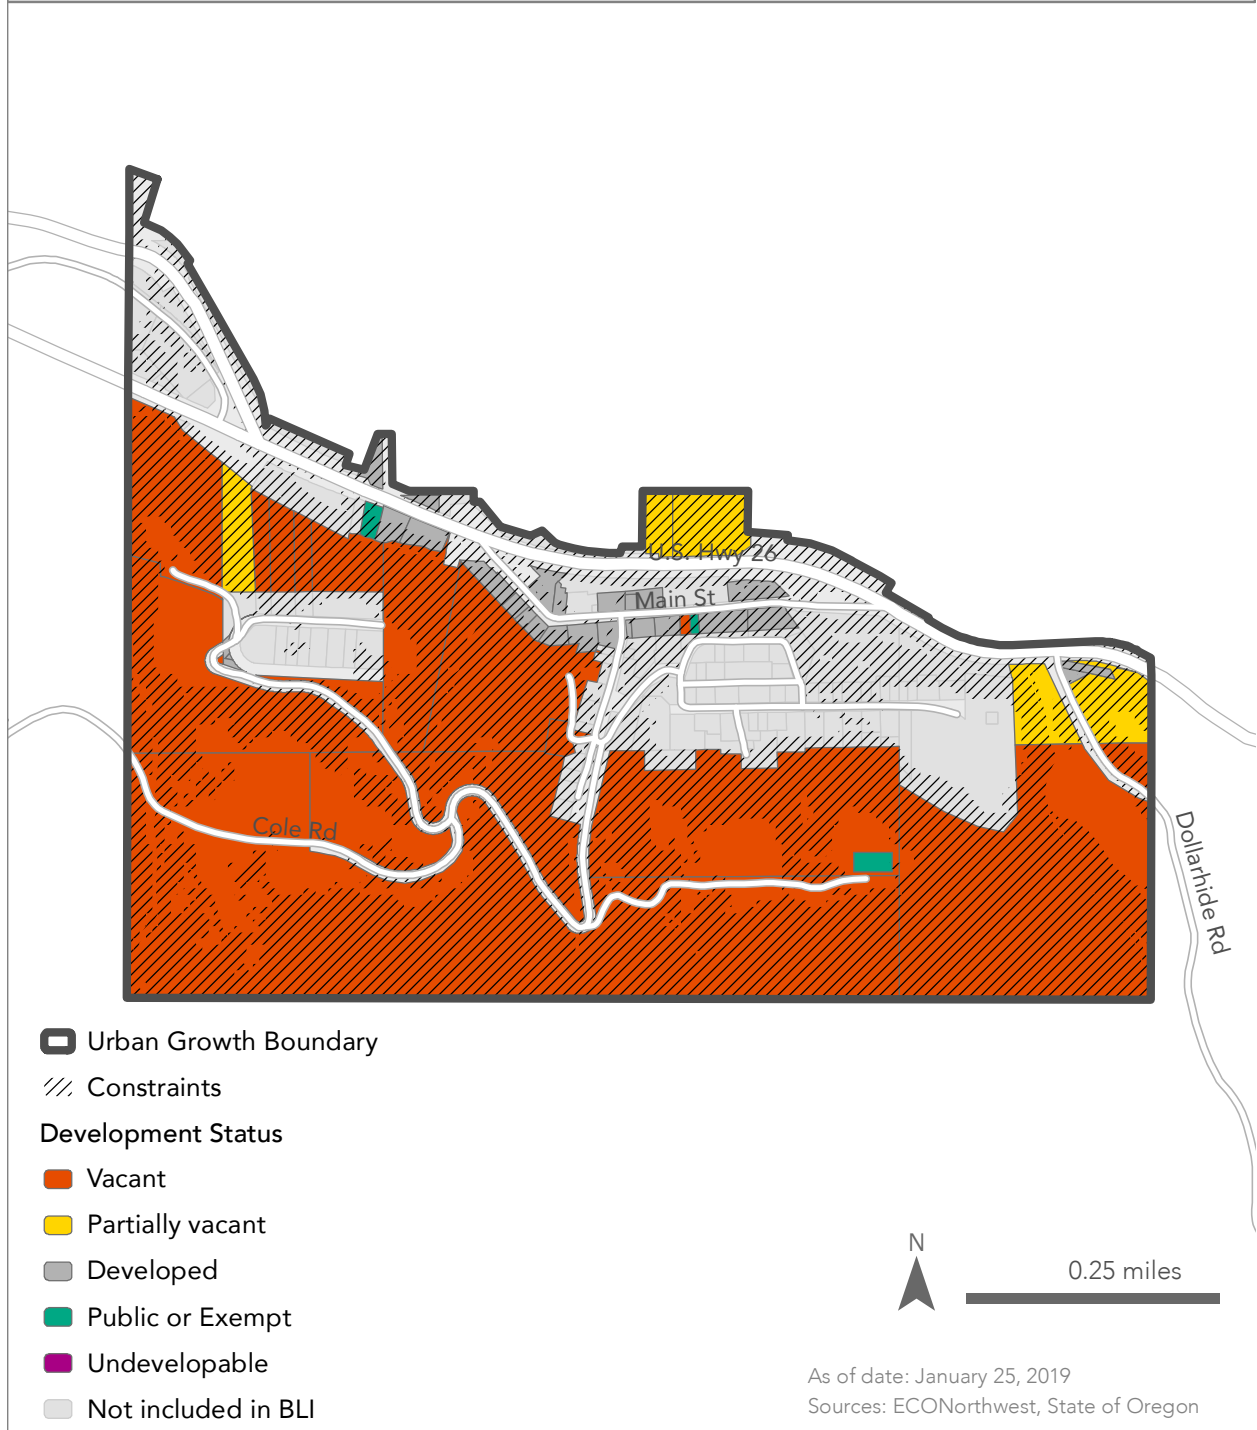 U.S. Hwy 26
Main St
Cole Rd
Dollarhide Rd
Urban Growth Boundary
Constraints
Development Status
Vacant
Partially vacant
Developed
Public or Exempt
Undevelopable
Not included in BLI
N
0.25 miles
As of date: January 25, 2019
Sources: ECONorthwest, State of Oregon